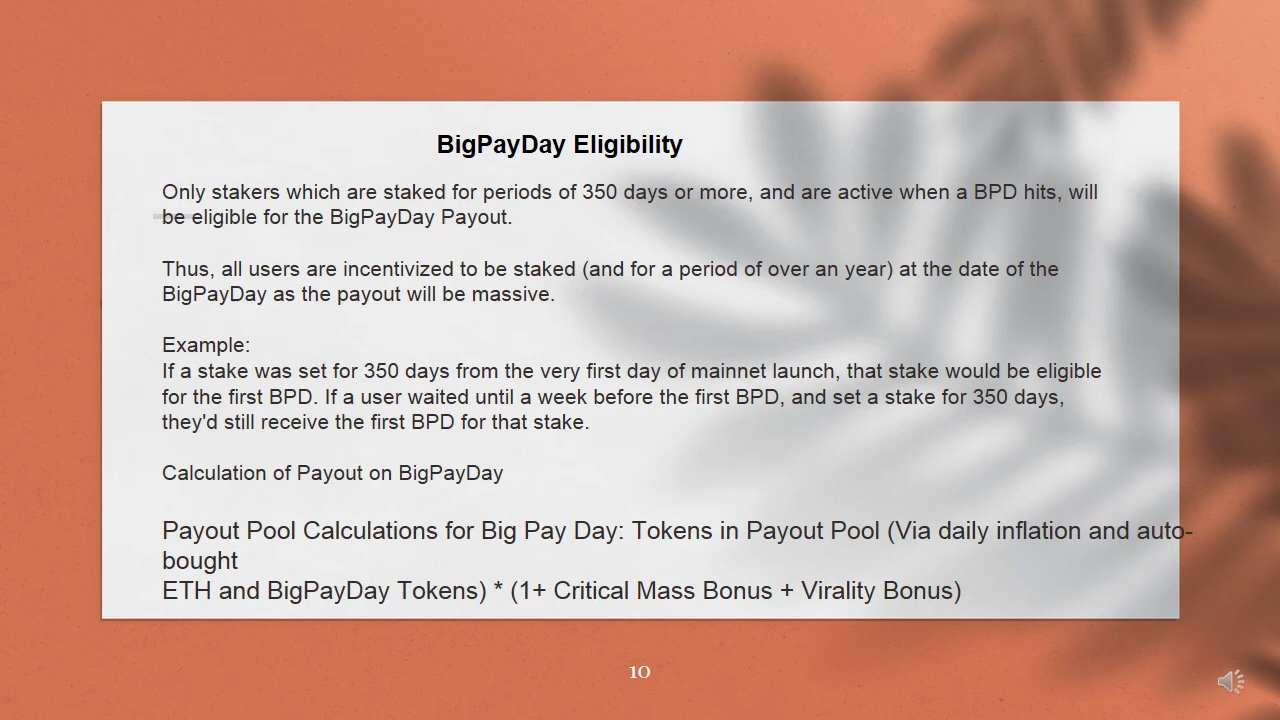 BigPayDay Eligibility
Only stakers which are staked for periods of 350 days or more, and are active when a BPD hits, will
be eligible for the BigPayDay Payout.
Thus, all users are incentivized to be staked (and for a period of over an year) at the date of the
BigPayDay as the payout will be massive.
Example:
If a stake was set for 350 days from the very first day of mainnet launch, that stake would be eligible
for the first BPD. If a user waited until a week before the first BPD, and set a stake for 350 days,
they'd still receive the first BPD for that stake.
Calculation of Payout on BigPayDay
Payout Pool Calculations for Big Pay Day: Tokens in Payout Pool (Via daily inflation and auto-
bought
ETH and BigPayDay Tokens) * (1+ Critical Mass Bonus + Virality Bonus)
10